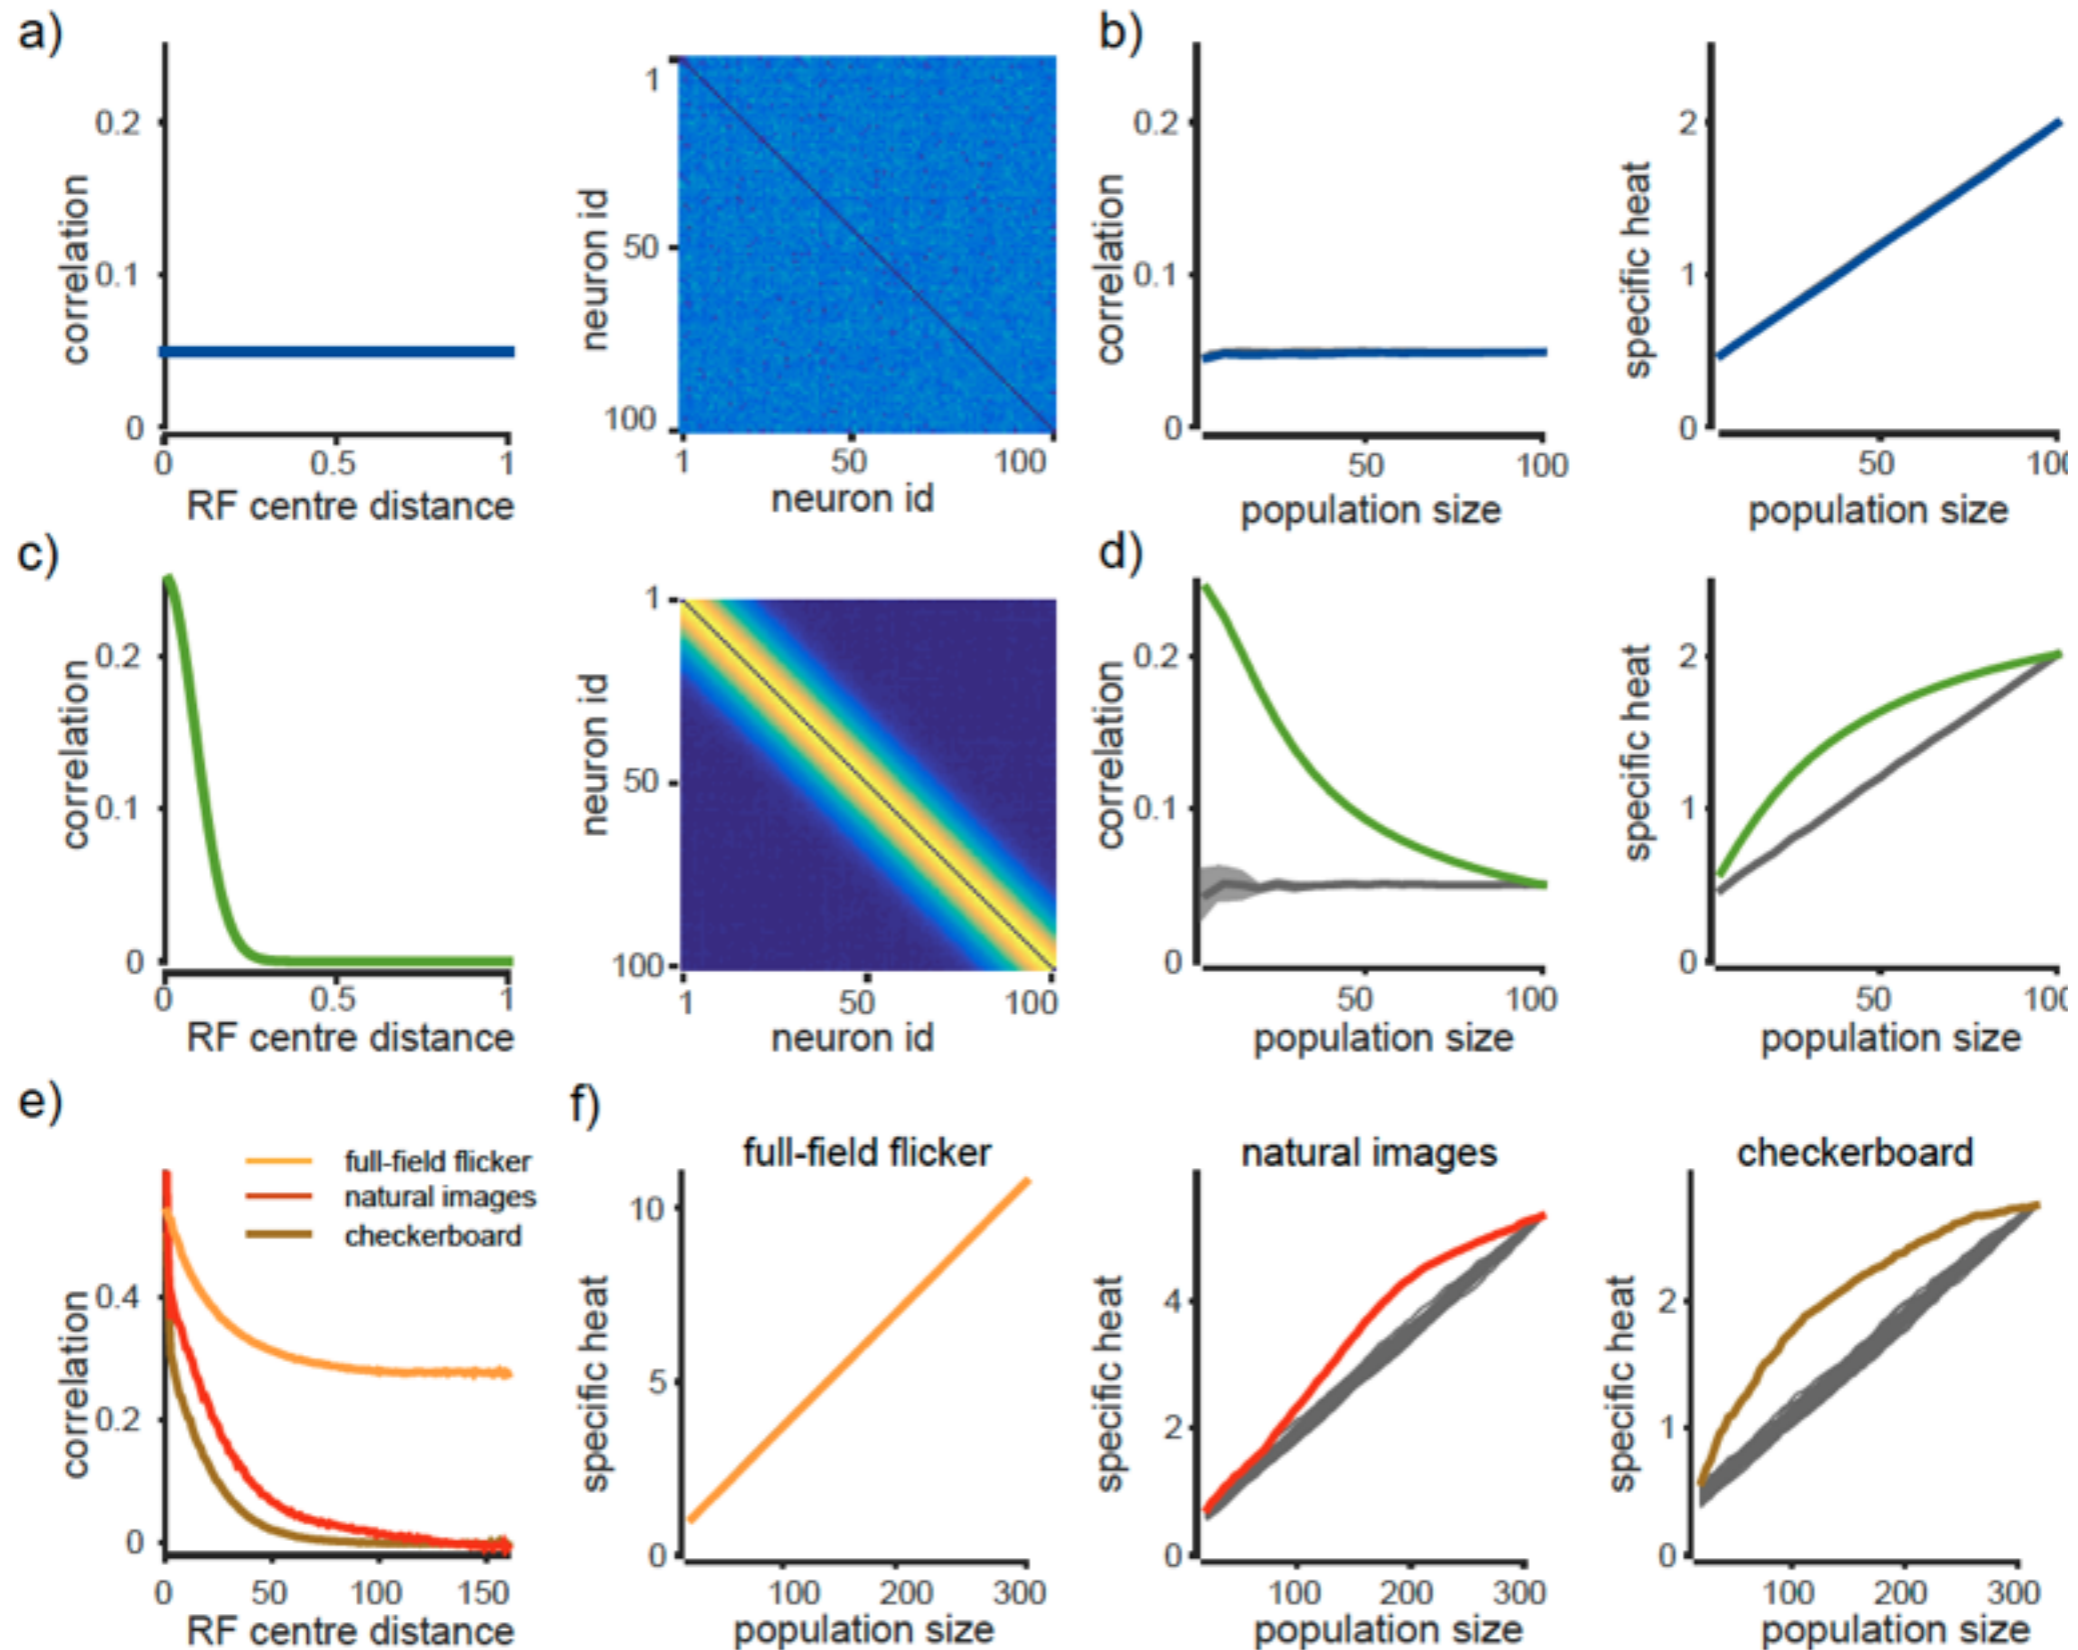 a)
correlation
0.2
0.1
0
0
0.5
1
RF centre distance
neuron id
1
50
100
1
50
100
neuron id
b)
correlation
0.2
0.1
0
50
100
population size
specific heat
2
1
0
50
population size
c)
correlation
0.2
0.1
0
0
0.5
1
RF centre distance
neuron id
1
50
100
1
50
100
neuron id
d)
correlation
0.2
0.1
0
50
100
population size
specific heat
2
1
0
50
population size
e)
full-field flicker
natural images
checkerboard
correlation
0.4
0.2
0
0
50
100
150
RF centre distance
f)
full-field flicker
specific heat
10
5
0
100
200
300
population size
natural images
specific heat
4
2
0
100
200
300
population size
checkerboard
specific heat
2
1
0
100
200
300
population size